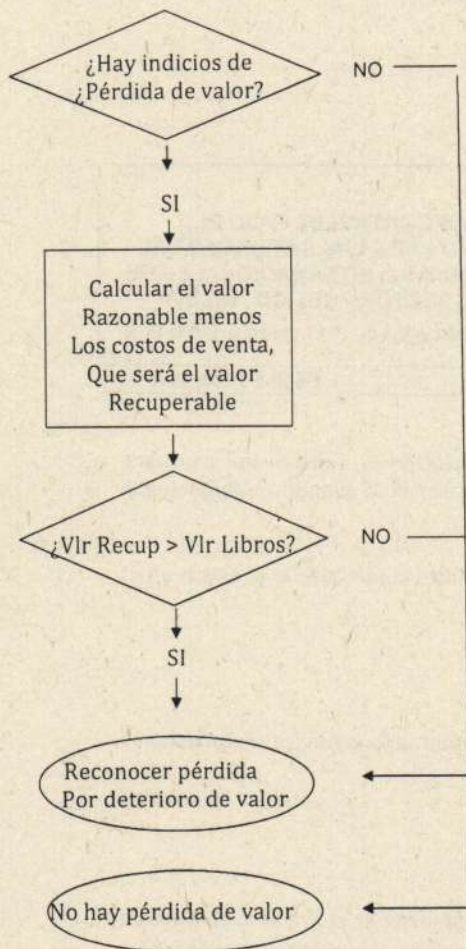 ¿Hay indicios de
¿Pérdida de valor?
NO
SI
Calcular el valor
Razonable menos
Los costos de venta,
Que será el valor
Recuperable
¿Vlr Recup > Vlr Libros?
NO
SI
Reconocer pérdida
Por deterioro de valor
No hay pérdida de valor